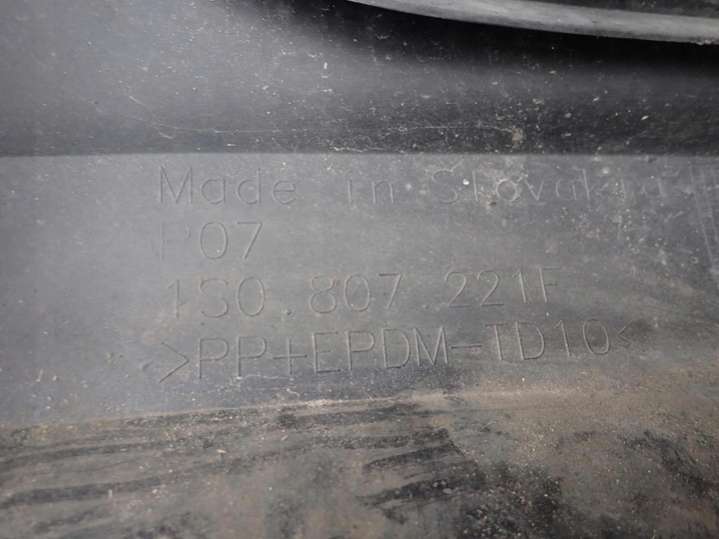 Made in Slovakia
P07
1S0.807.221F
>PP+EPDM-TD10<